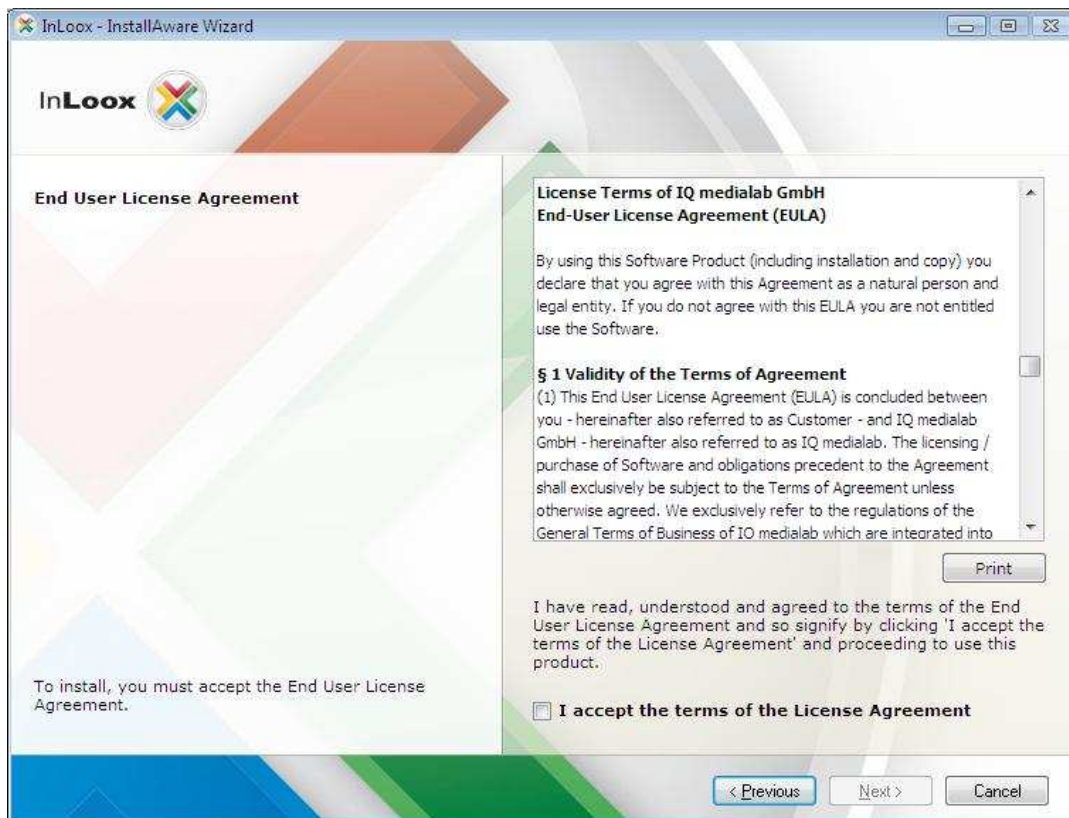 InLoox - InstallAware Wizard
InLoox
End User License Agreement
To install, you must accept the End User License
Agreement.
License Terms of IQ medialab GmbH
End-User License Agreement (EULA)
By using this Software Product (including installation and copy) you
declare that you agree with this Agreement as a natural person and
legal entity. If you do not agree with this EULA you are not entitled
use the Software.
§ 1 Validity of the Terms of Agreement
(1) This End User License Agreement (EULA) is concluded between
you - hereinafter also referred to as Customer - and IQ medialab
GmbH - hereinafter also referred to as IQ medialab. The licensing /
purchase of Software and obligations precedent to the Agreement
shall exclusively be subject to the Terms of Agreement unless
otherwise agreed. We exclusively refer to the regulations of the
General Terms of Business of IQ medialab which are integrated into
Print
I have read, understood and agreed to the terms of the End
User License Agreement and so signify by clicking 'I accept the
terms of the License Agreement' and proceeding to use this
product.
I accept the terms of the License Agreement
< Previous
Next >
Cancel